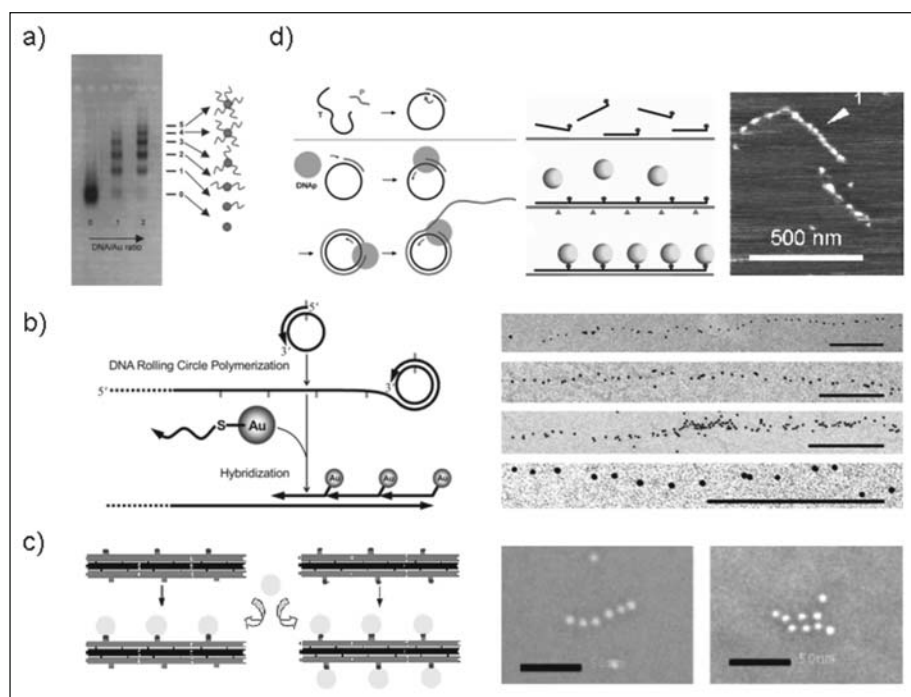 a)
5
4
3
2
1
0
0 1 2
DNA/Au ratio
d)
T P
DNAp
1
500 nm
b)
5'
3'
DNA Rolling Circle Polymerization
5'
3'
S Au
Hybridization
Au Au Au
c)